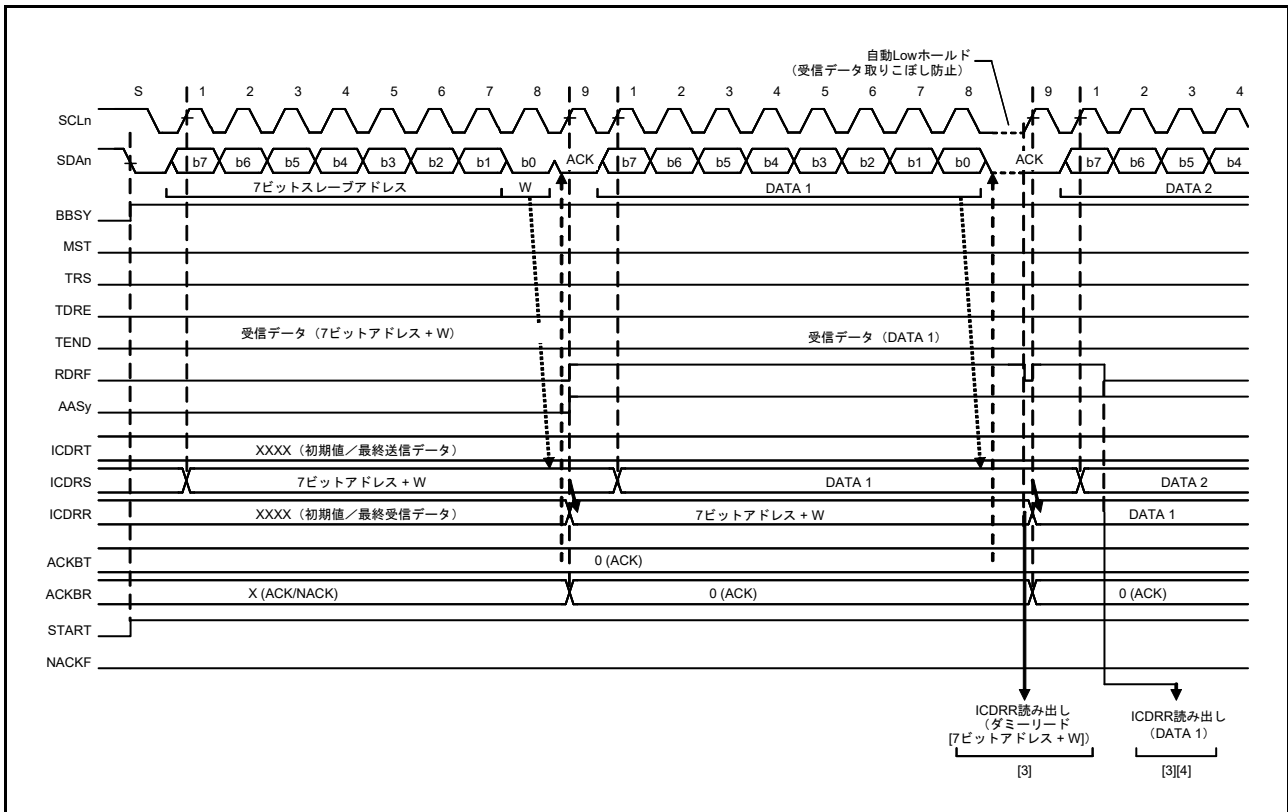 自動Lowホールド
（受信データ取りこぼし防止）
S 1 2 3 4 5 6 7 8 9 1 2 3 4 5 6 7 8 9 1 2 3 4
SCLn
SDAn b7 b6 b5 b4 b3 b2 b1 b0 ACK b7 b6 b5 b4 b3 b2 b1 b0 ACK b7 b6 b5 b4
7ビットスレーブアドレス W DATA 1 DATA 2
BBSY
MST
TRS
TDRE
受信データ（7ビットアドレス + W） 受信データ（DATA 1）
TEND
RDRF
AASy
ICDRT XXXX（初期値／最終送信データ）
ICDRS 7ビットアドレス + W DATA 1 DATA 2
ICDRR XXXX（初期値／最終受信データ） 7ビットアドレス + W DATA 1
ACKBT 0 (ACK)
ACKBR X (ACK/NACK) 0 (ACK) 0 (ACK)
START
NACKF
ICDRR読み出し
（ダミーリード
[7ビットアドレス + W]）
[3]
ICDRR読み出し
（DATA 1）
[3][4]